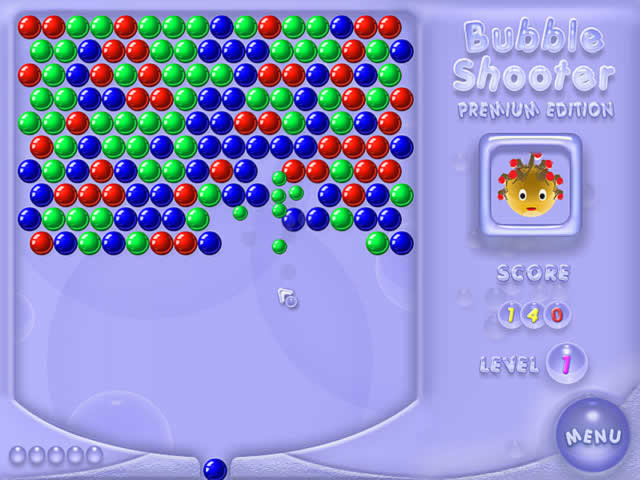 Bubble
Shooter
PREMIUM EDITION
SCORE
140
LEVEL 1
MENU